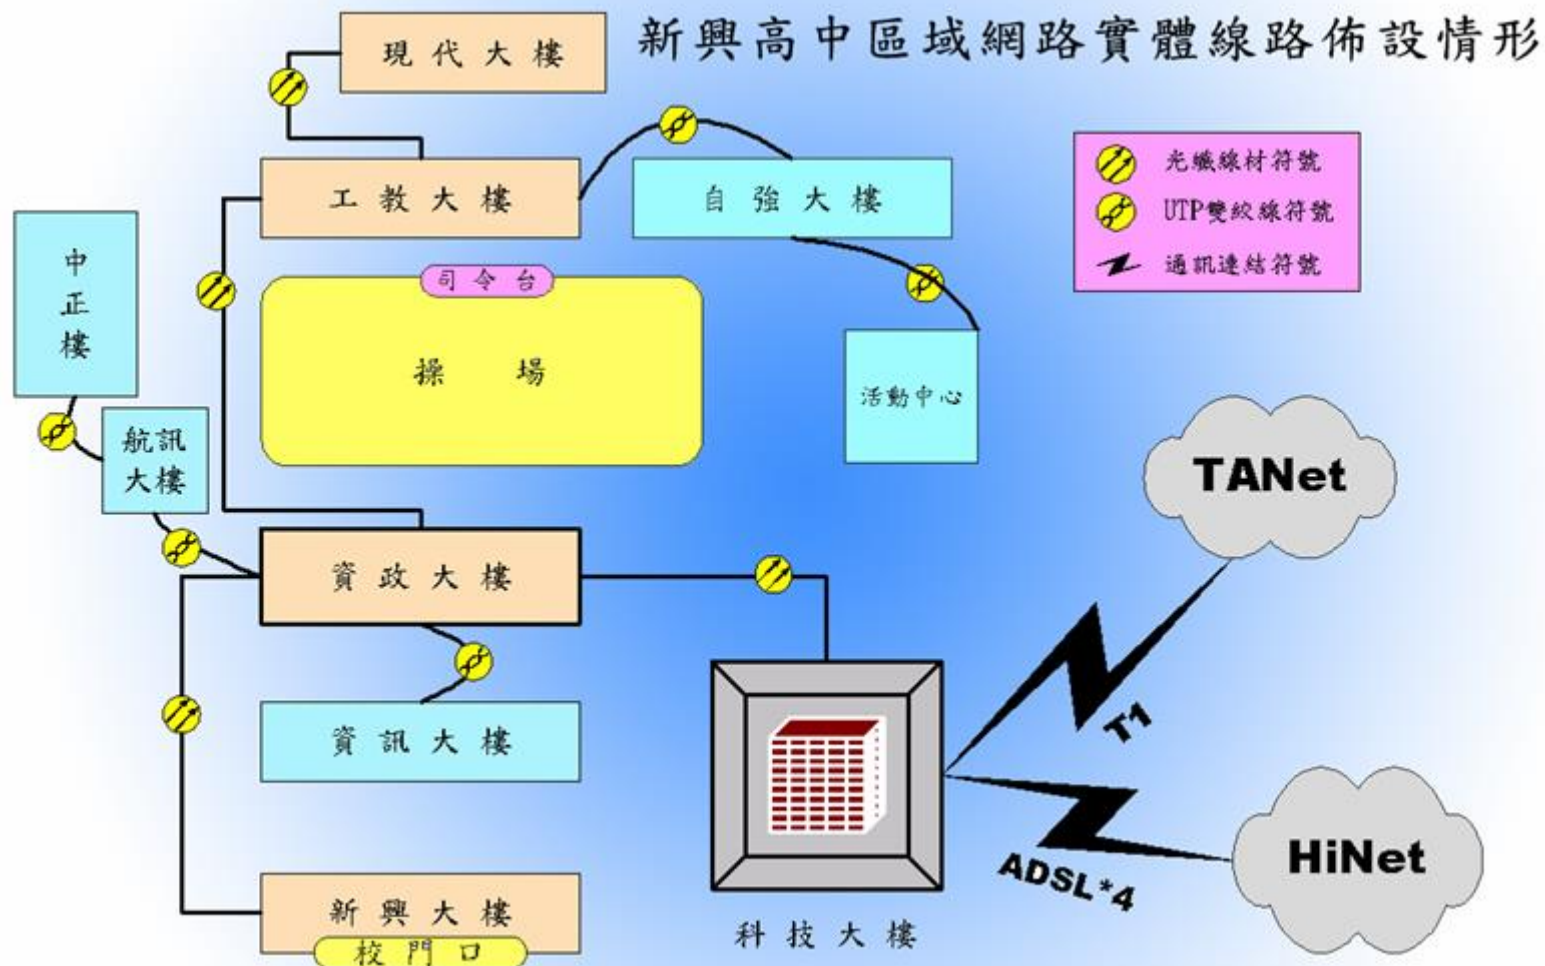 新興高中區域網路實體線路佈設情形
現代大樓
工教大樓
自強大樓
光纖線材符號
UTP雙絞線符號
通訊連結符號
中正樓
司令台
操場
活動中心
航訊
大樓
TANet
資政大樓
T1
資訊大樓
HiNet
ADSL*4
新興大樓
校門口
科技大樓